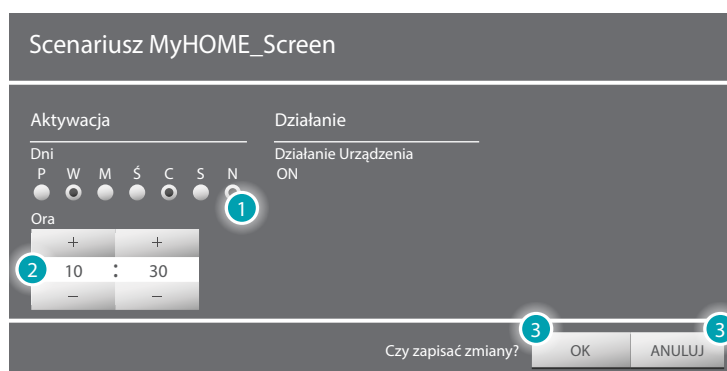 Scenariusz MyHOME_Screen
Aktywacja
Działanie
Dni
Działanie Urządzenia
P W M Ś C S N
ON
1
Ora
+ +
2
10 : 30
– –
3
3
Czy zapisać zmiany?
OK
ANULUJ